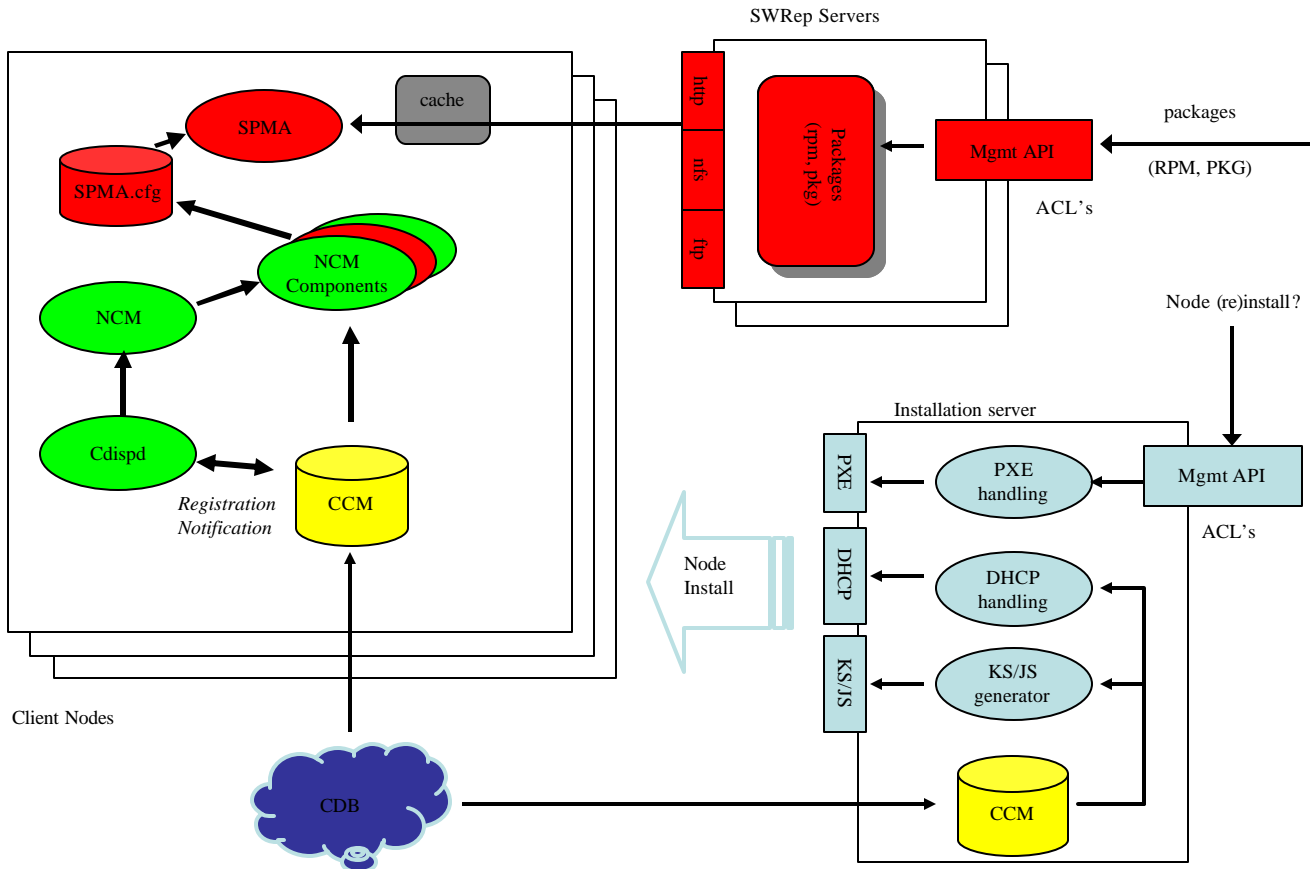 SWRep Servers
cache
SPMA
SPMA.cfg
http
nfs
ftp
Packages
(rpm, pkg)
Mgmt API
ACL's
packages
(RPM, PKG)
NCM
Components
NCM
Cdispd
Registration
Notification
CCM
Client Nodes
CDB
Node
Install
Node (re)install?
Installation server
PXE
DHCP
KS/JS
PXE
handling
DHCP
handling
KS/JS
generator
CCM
Mgmt API
ACL's